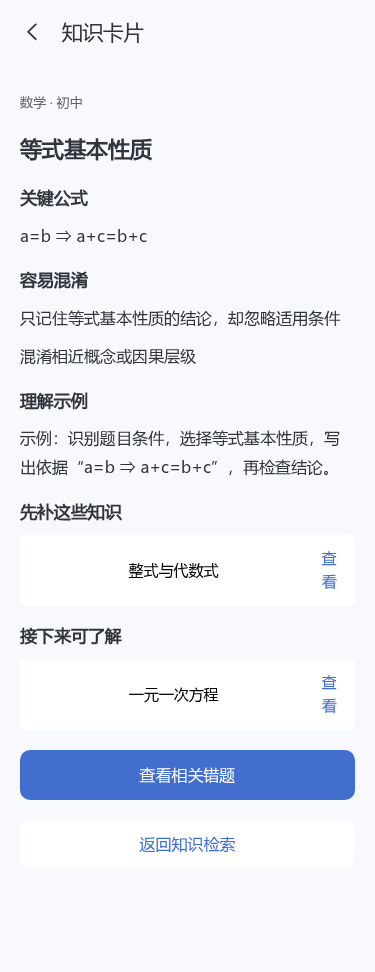 知识卡片
数学 · 初中
等式基本性质
关键公式
a=b ⇒ a+c=b+c
容易混淆
只记住等式基本性质的结论，却忽略适用条件
混淆相近概念或因果层级
理解示例
示例：识别题目条件，选择等式基本性质，写
出依据“a=b ⇒ a+c=b+c”，再检查结论。
先补这些知识
整式与代数式
查
看
接下来可了解
一元一次方程
查
看
查看相关错题
返回知识检索